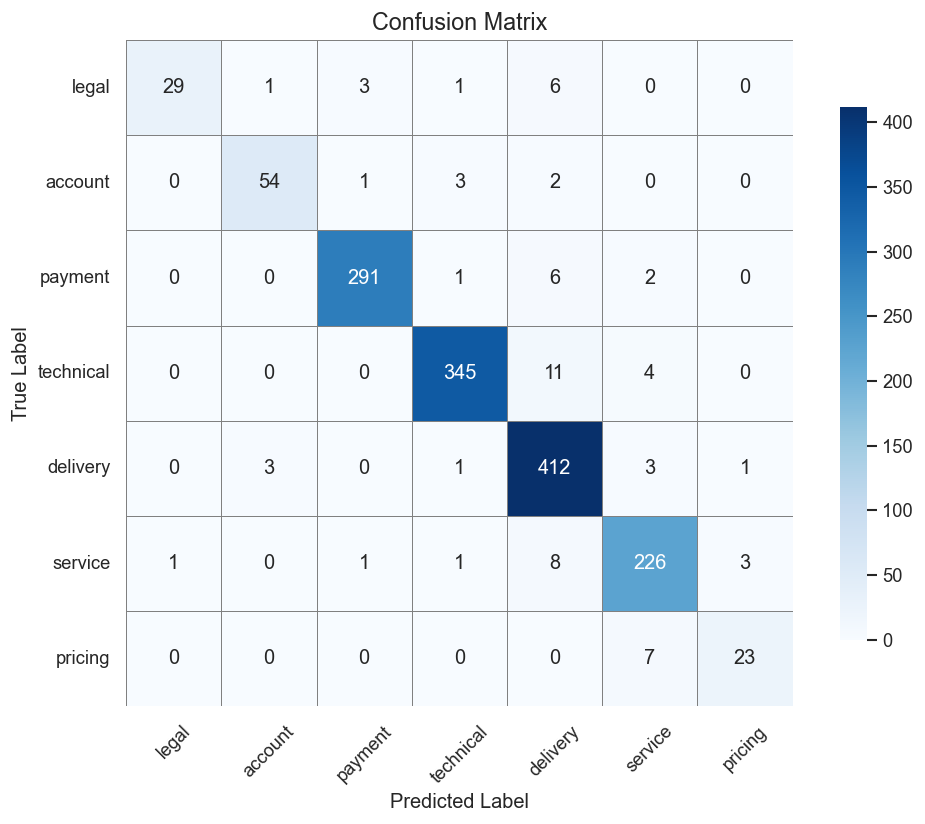 Confusion Matrix
legal 29 1 3 1 6 0 0
account 0 54 1 3 2 0 0
payment 0 0 291 1 6 2 0
technical 0 0 0 345 11 4 0
delivery 0 3 0 1 412 3 1
service 1 0 1 1 8 226 3
pricing 0 0 0 0 0 7 23
legal account payment technical delivery service pricing
Predicted Label
True Label
400
350
300
250
200
150
100
50
0